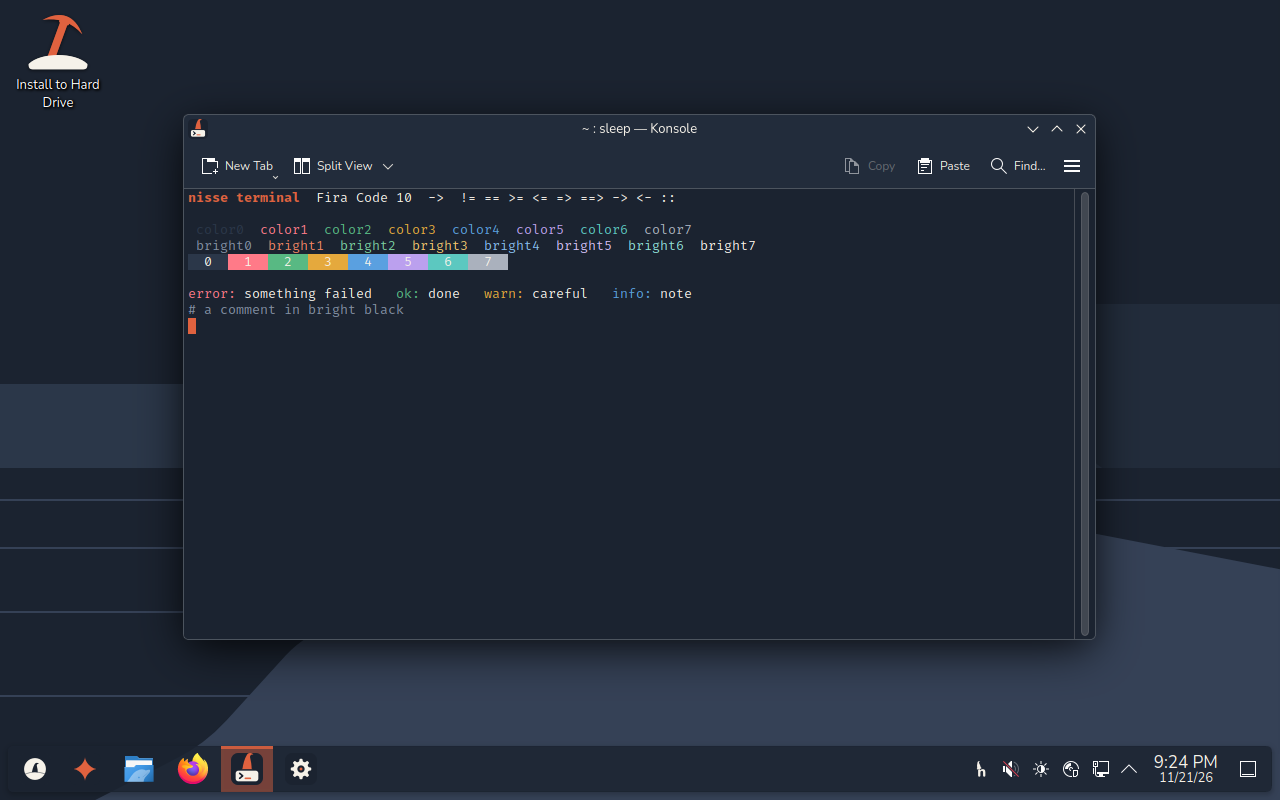 Install to Hard
Drive
~ : sleep — Konsole
New Tab
Split View
Copy
Paste
Find...
nisse terminal  Fira Code 10  ->  != == >= <= => ==> -> <- ::
color0  color1  color2  color3  color4  color5  color6  color7
bright0  bright1  bright2  bright3  bright4  bright5  bright6  bright7
0  1  2  3  4  5  6  7
error: something failed   ok: done   warn: careful   info: note
# a comment in bright black
9:24 PM
11/21/26